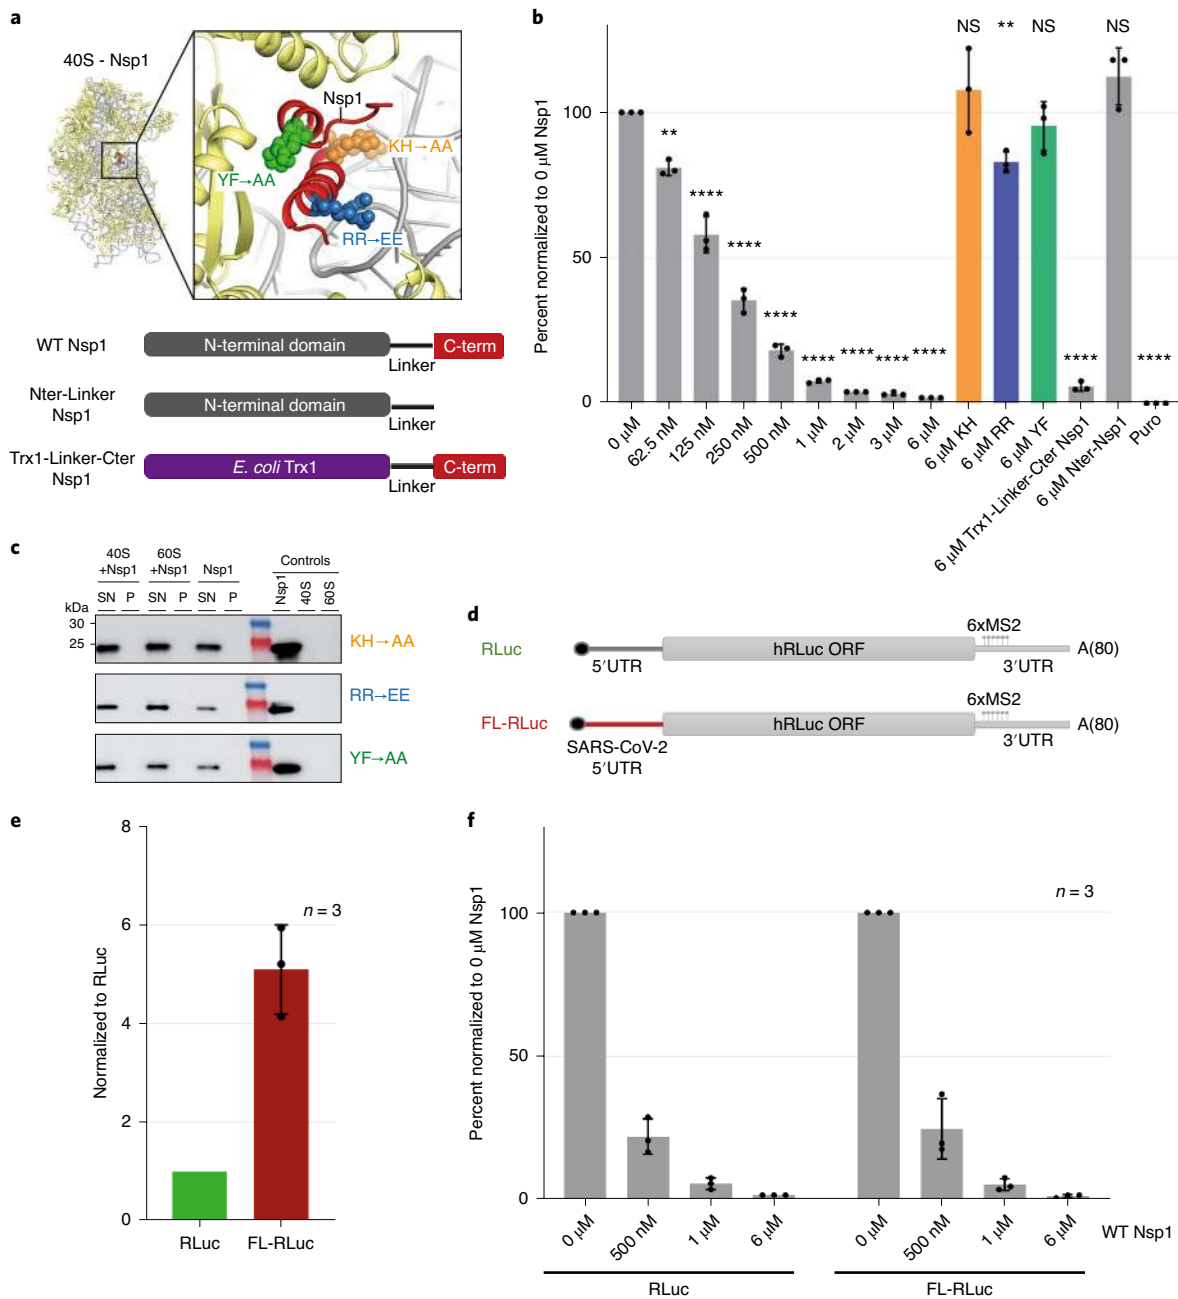 a
40S - Nsp1
Nsp1
KH→AA
YF→AA
RR→EE
WT Nsp1
N-terminal domain
Linker
C-term
Nter-Linker
Nsp1
N-terminal domain
Linker
Trx1-Linker-Cter
Nsp1
E. coli Trx1
Linker
C-term
b
Percent normalized to 0 μM Nsp1
100
50
0
**
****
****
****
****
****
****
****
NS
**
NS
****
NS
****
0 μM
62.5 nM
125 nM
250 nM
500 nM
1 μM
2 μM
3 μM
6 μM
6 μM KH
6 μM RR
6 μM YF
6 μM Trx1-Linker-Cter Nsp1
6 μM Nter-Nsp1
Puro
c
40S
+Nsp1
60S
+Nsp1
Nsp1
Controls
SN P SN P SN P
Nsp1 40S 60S
kDa
30
25
KH→AA
RR→EE
YF→AA
d
RLuc
5′UTR
hRLuc ORF
6xMS2
3′UTR
A(80)
FL-RLuc
SARS-CoV-2
5′UTR
hRLuc ORF
6xMS2
3′UTR
A(80)
e
Normalized to RLuc
8
6
4
2
0
n = 3
RLuc
FL-RLuc
f
Percent normalized to 0 μM Nsp1
100
50
0
n = 3
0 μM
500 nM
1 μM
6 μM
0 μM
500 nM
1 μM
6 μM
WT Nsp1
RLuc
FL-RLuc